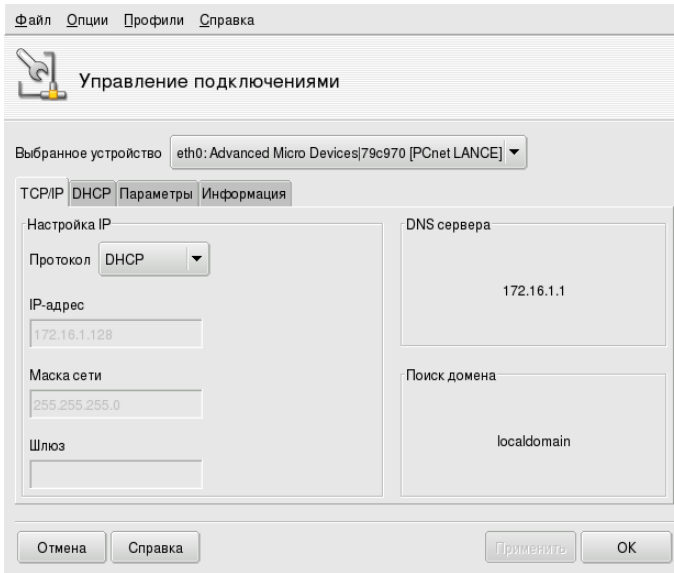 Файл Опции Профили Справка
Управление подключениями
Выбранное устройство eth0: Advanced Micro Devices|79c970 [PCnet LANCE]
TCP/IP DHCP Параметры Информация
Настройка IP
Протокол DHCP
IP-адрес
172.16.1.128
Маска сети
255.255.255.0
Шлюз
DNS сервера
172.16.1.1
Поиск домена
localdomain
Отмена Справка Применить OK